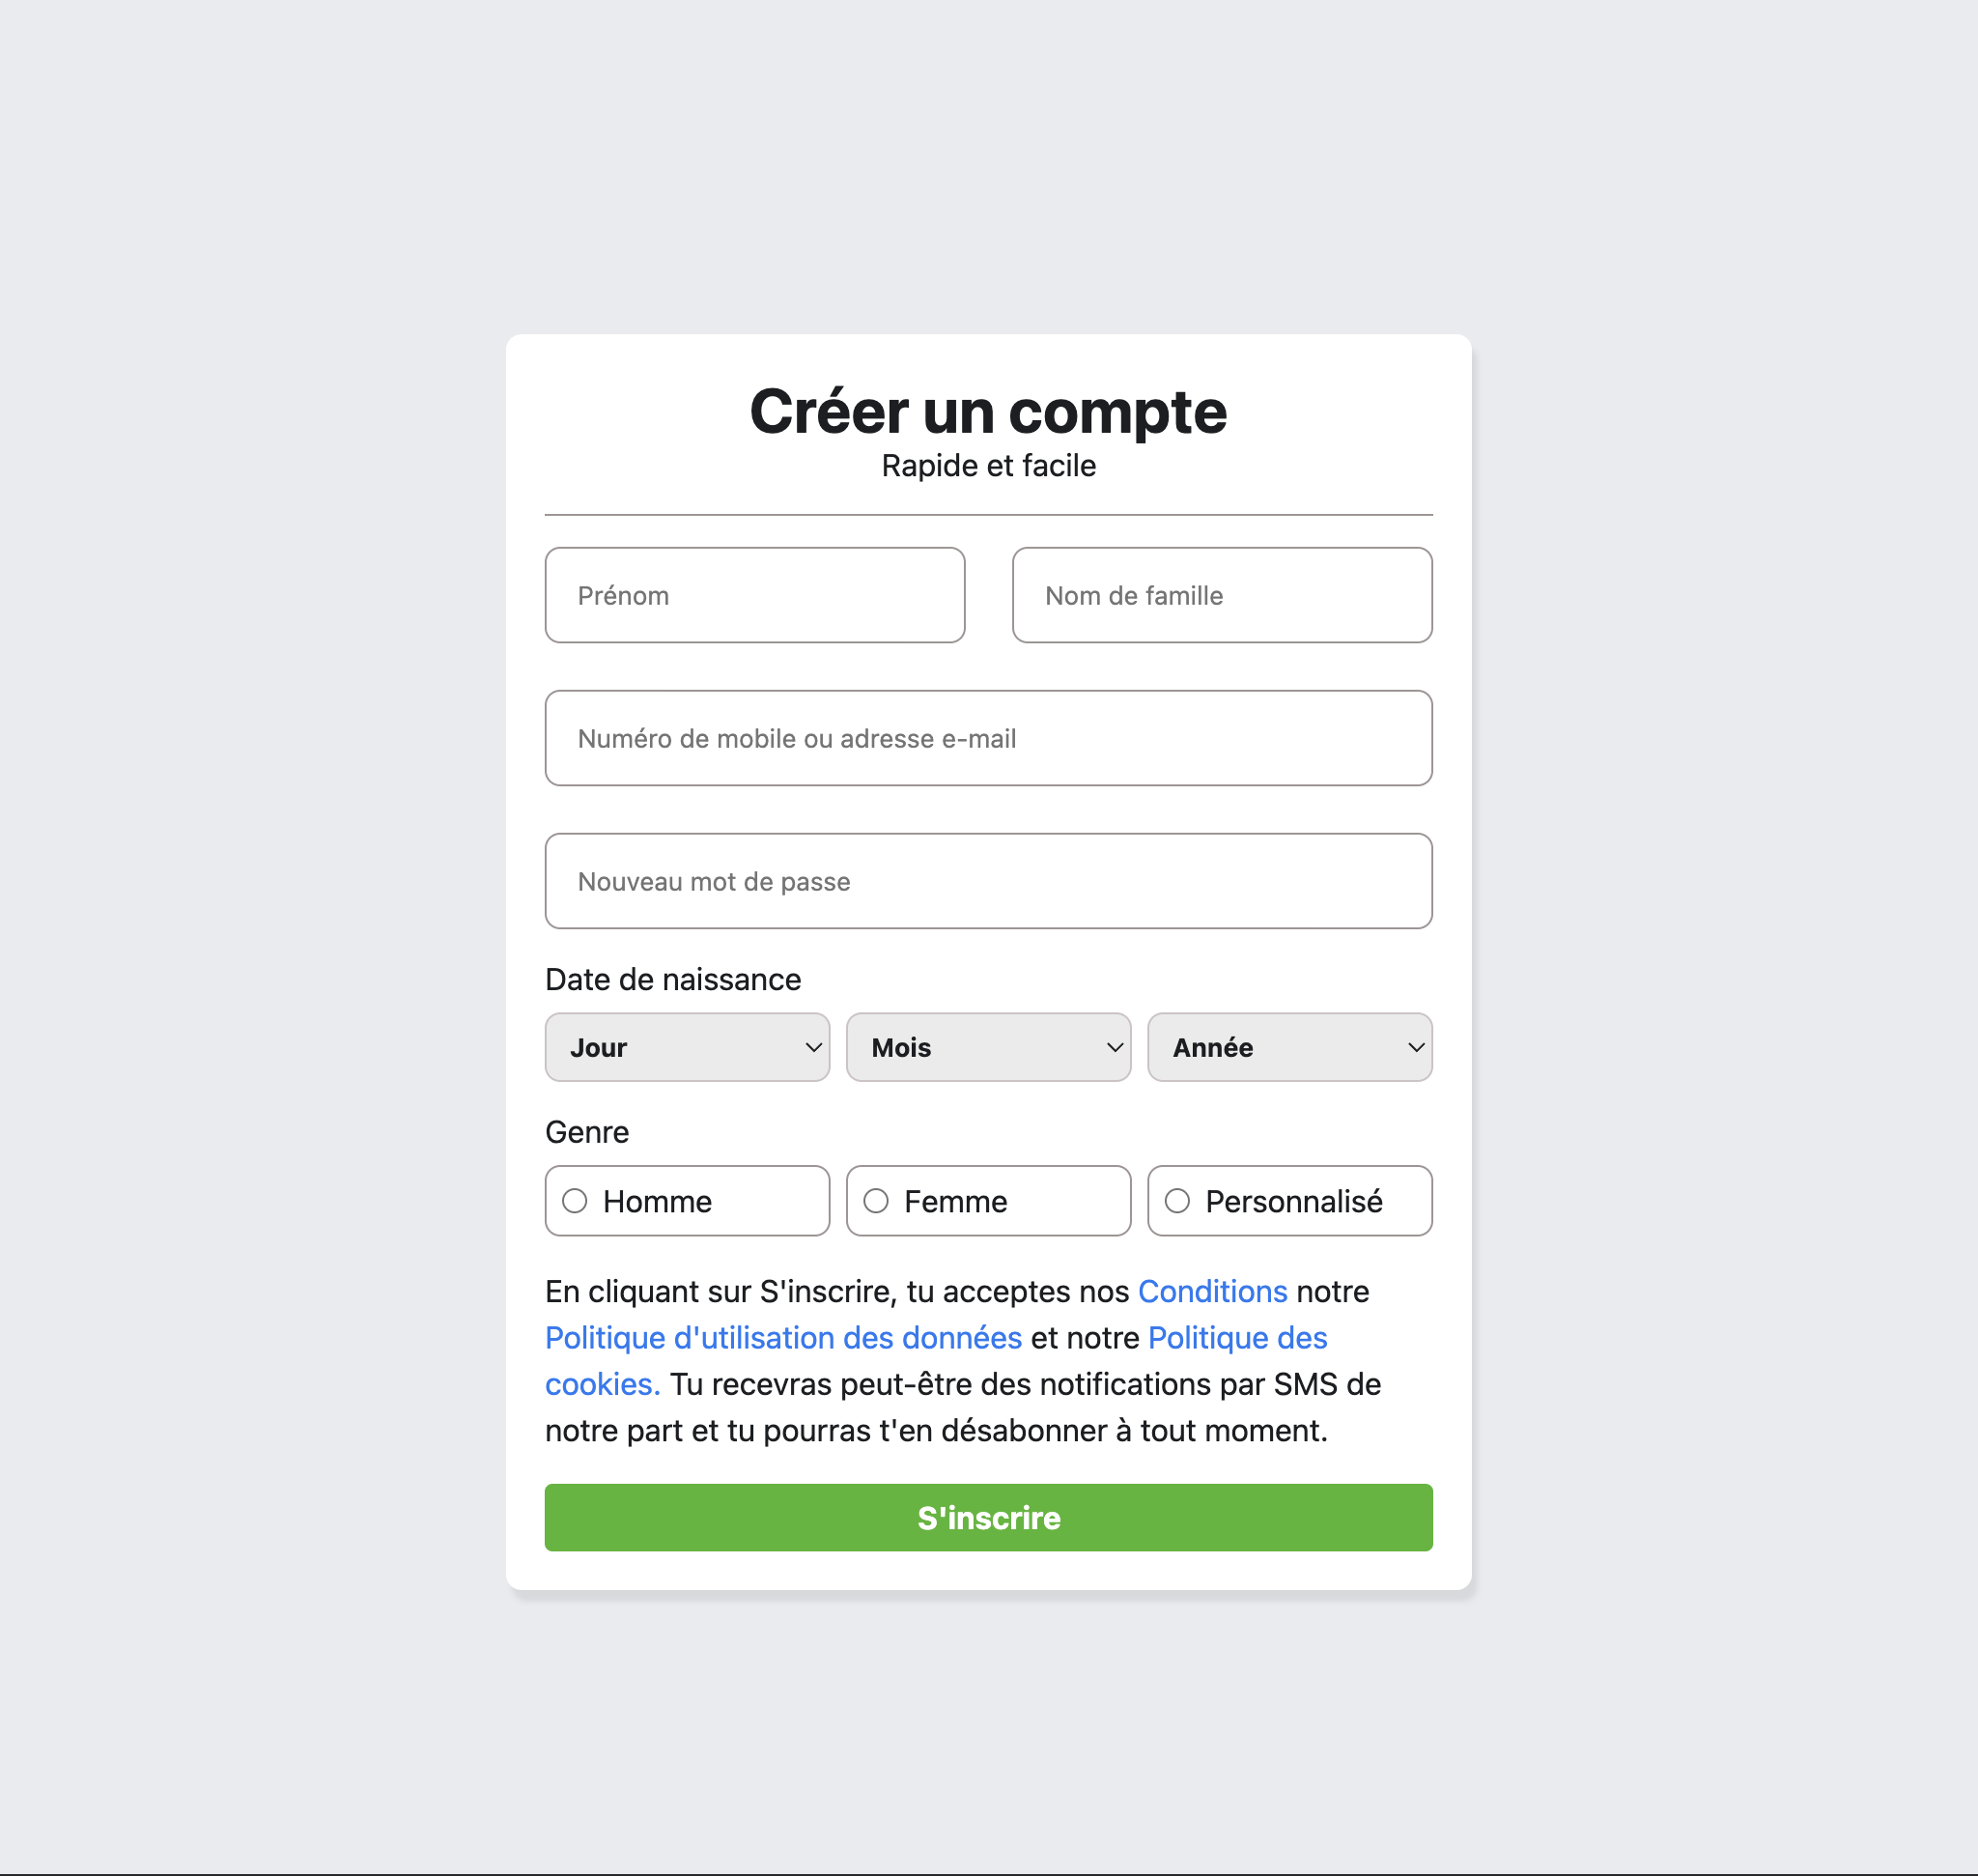 Créer un compte
Rapide et facile
Prénom
Nom de famille
Numéro de mobile ou adresse e-mail
Nouveau mot de passe
Date de naissance
Jour
Mois
Année
Genre
Homme
Femme
Personnalisé
En cliquant sur S'inscrire, tu acceptes nos Conditions notre
Politique d'utilisation des données et notre Politique des
cookies. Tu recevras peut-être des notifications par SMS de
notre part et tu pourras t'en désabonner à tout moment.
S'inscrire